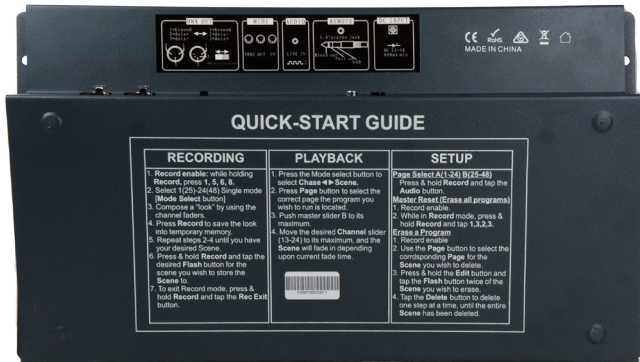 DMX OUT
MIDI
AUDIO
REMOTE
DC INPUT
1=Ground
2=data-
3=data+
1=Ground
2=data+
3=data-
1/4"stereo jack
THRU OUT IN
LINE IN
GND
DC 12~18
CE
RoHS
MADE IN CHINA
QUICK-START GUIDE
RECORDING
1. Record enable: while holding
Record, press 1, 5, 6, 8.
2. Select 1(25)-24(48) Single mode
[Mode Select button]
3. Compose a "look" by using the
channel faders.
4. Press Record to save the look
into temporary memory.
5. Repeat steps 2-4 until you have
your desired Scene.
6. Press & hold Record and tap the
desired Flash button for the
scene you wish to store the
Scene to.
7. To exit Record mode, press &
hold Record and tap the Rec Exit
button.
PLAYBACK
1. Press the Mode select button to
select Chase ◄► Scene.
2. Press Page button to select the
correct page the program you
wish to run is located.
3. Push master slider B to its
maximum.
4. Move the desired Channel slider
(13-24) to its maximum, and the
Scene will fade in depending
upon current fade time.
SETUP
Page Select A(1-24) B(25-48)
Press & hold Record and tap the
Audio button.
Master Reset (Erase all programs)
1. Record enable.
2. While in Record mode, press &
hold Record and tap 1,3,2,3.
Erase a Program
1. Record enable
2. Use the Page button to select the
corrdsponding Page for the
Scene you wish to delete.
3. Press & hold the Edit button and
tap the Flash button twice of the
Scene you wish to erase.
4. Tap the Delete button to delete
one step at a time, until the entire
Scene has been deleted.